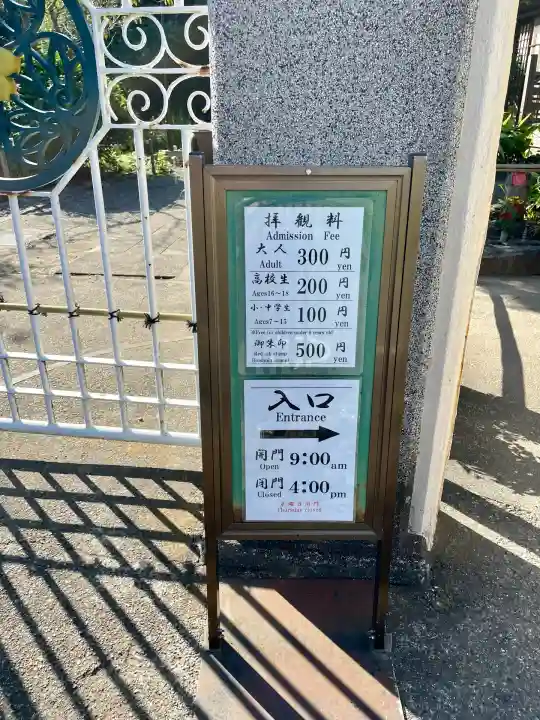 拝観料
Admission Fee
大人 300 円
Adult yen
高校生 200 円
Ages16~18 yen
小・中学生 100 円
Ages7~15 yen
御朱印 500 円
yen
入口
Entrance
開門 9:00 am
Open
閉門 4:00 pm
Closed
Thursday closed